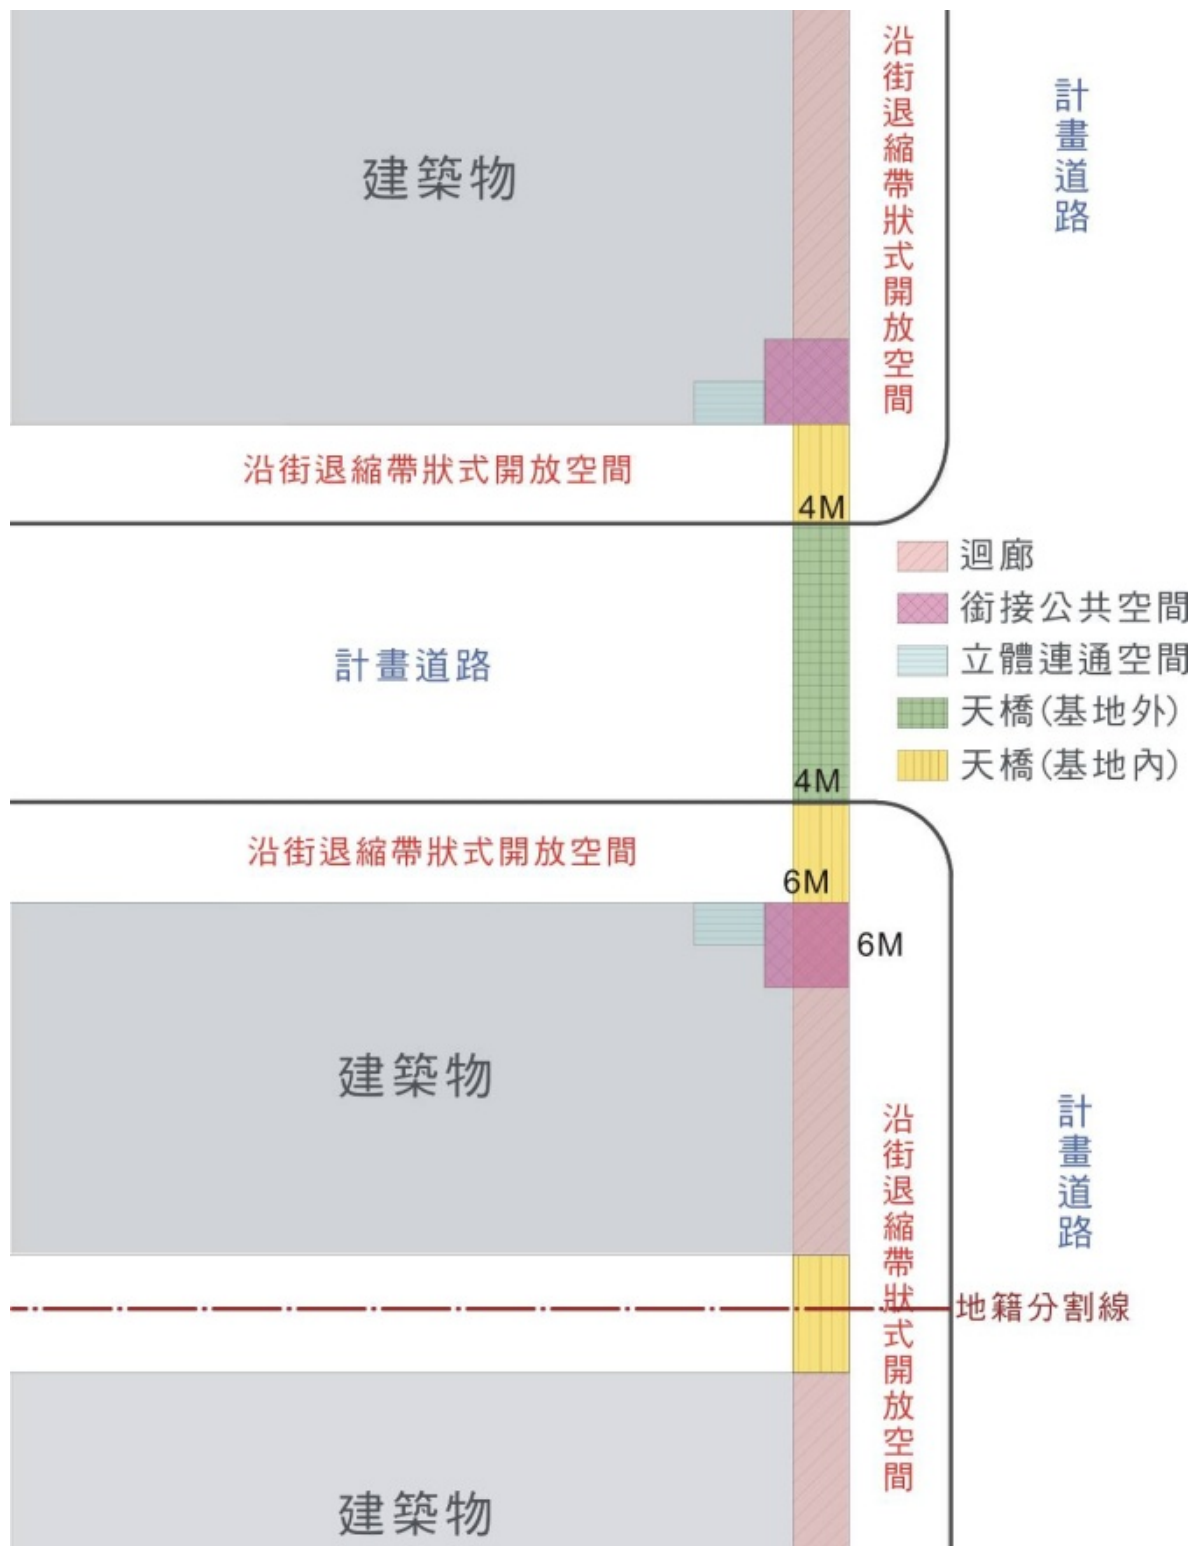 沿街退縮帶狀式開放空間
計畫道路
建築物
沿街退縮帶狀式開放空間
4M
迴廊
銜接公共空間
立體連通空間
天橋(基地外)
天橋(基地內)
計畫道路
4M
沿街退縮帶狀式開放空間
6M
6M
建築物
沿街退縮帶狀式開放空間
計畫道路
地籍分割線
建築物